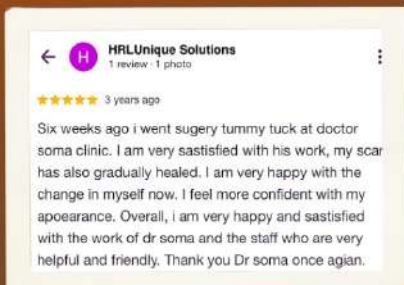 HRLUnique Solutions
1 review · 1 photo
3 years ago
Six weeks ago i went sugery tummy tuck at doctor
soma clinic. I am very sastisfied with his work, my scar
has also gradually healed. I am very happy with the
change in myself now. I feel more confident with my
apoearance. Overall, i am very happy and sastisfied
with the work of dr soma and the staff who are very
helpful and friendly. Thank you Dr soma once agian.